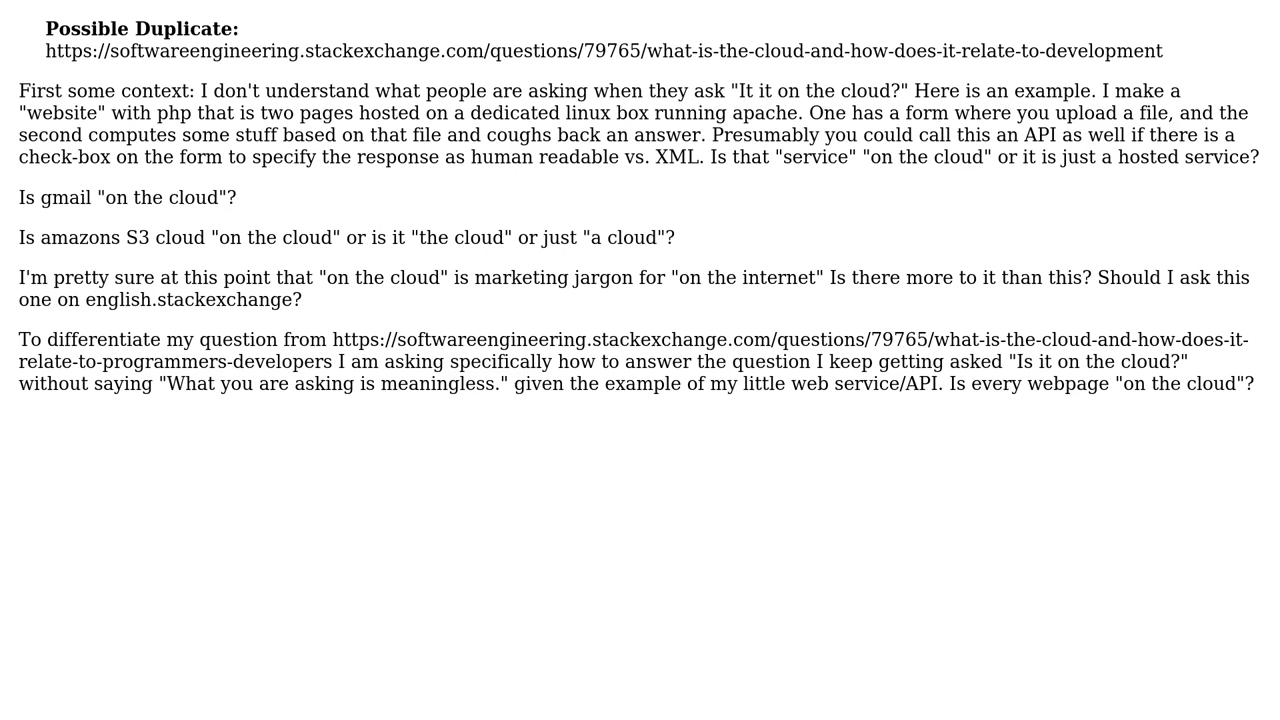 Possible Duplicate:
https://softwareengineering.stackexchange.com/questions/79765/what-is-the-cloud-and-how-does-it-relate-to-development
First some context: I don't understand what people are asking when they ask "It it on the cloud?" Here is an example. I make a
"website" with php that is two pages hosted on a dedicated linux box running apache. One has a form where you upload a file, and the
second computes some stuff based on that file and coughs back an answer. Presumably you could call this an API as well if there is a
check-box on the form to specify the response as human readable vs. XML. Is that "service" "on the cloud" or it is just a hosted service?
Is gmail "on the cloud"?
Is amazons S3 cloud "on the cloud" or is it "the cloud" or just "a cloud"?
I'm pretty sure at this point that "on the cloud" is marketing jargon for "on the internet" Is there more to it than this? Should I ask this
one on english.stackexchange?
To differentiate my question from https://softwareengineering.stackexchange.com/questions/79765/what-is-the-cloud-and-how-does-it-
relate-to-programmers-developers I am asking specifically how to answer the question I keep getting asked "Is it on the cloud?"
without saying "What you are asking is meaningless." given the example of my little web service/API. Is every webpage "on the cloud"?